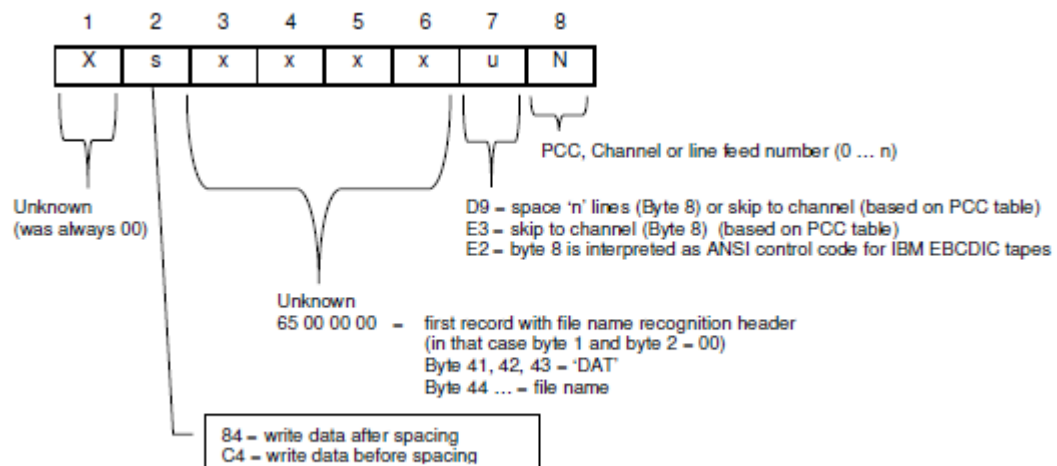 1 2 3 4 5 6 7 8
X s x x x x u N
PCC, Channel or line feed number (0 ... n)
Unknown
(was always 00)
D9 – space ‘n’ lines (Byte 8) or skip to channel (based on PCC table)
E3 – skip to channel (Byte 8) (based on PCC table)
E2 – byte 8 is interpreted as ANSI control code for IBM EBCDIC tapes
Unknown
65 00 00 00 – first record with file name recognition header
(in that case byte 1 and byte 2 – 00)
Byte 41, 42, 43 – ‘DAT’
Byte 44 ... – file name
84 – write data after spacing
C4 – write data before spacing